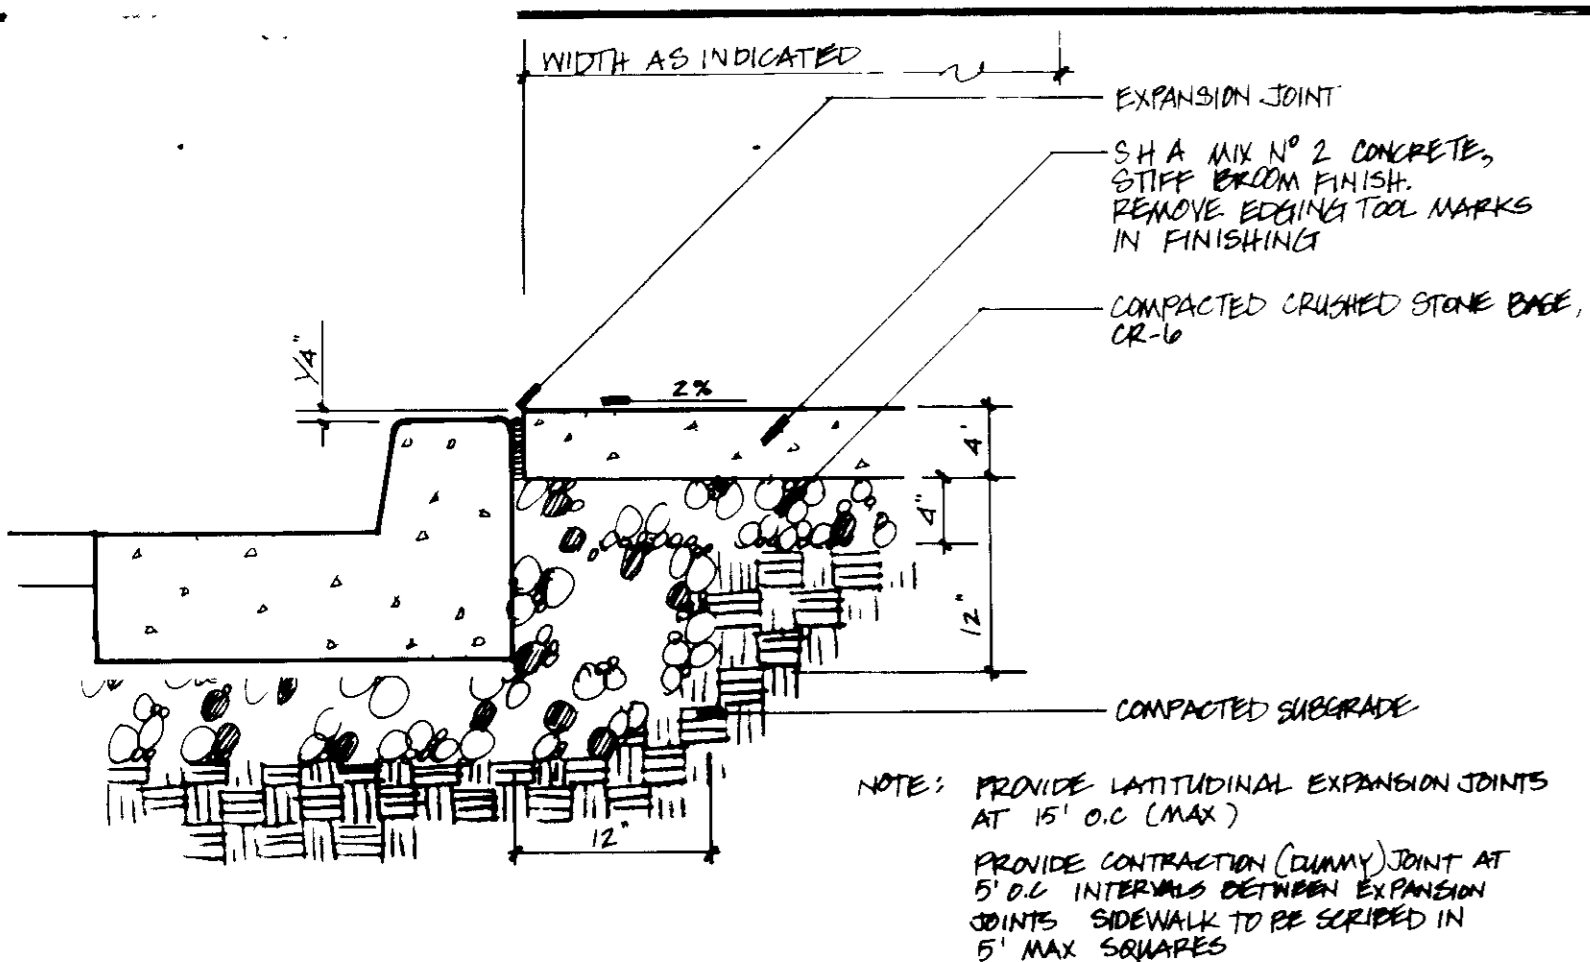 WIDTH AS INDICATED
EXPANSION JOINT
SHA MIX Nº 2 CONCRETE,
STIFF BROOM FINISH.
REMOVE EDGING TOOL MARKS
IN FINISHING
COMPACTED CRUSHED STONE BASE,
CR-6
1/4"
2%
4'
4"
12"
COMPACTED SUBGRADE
NOTE: PROVIDE LATITUDINAL EXPANSION JOINTS
AT 15' O.C (MAX)
12"
PROVIDE CONTRACTION (DUMMY) JOINT AT
5' O.C INTERVALS BETWEEN EXPANSION
JOINTS SIDEWALK TO BE SCRIBED IN
5' MAX SQUARES